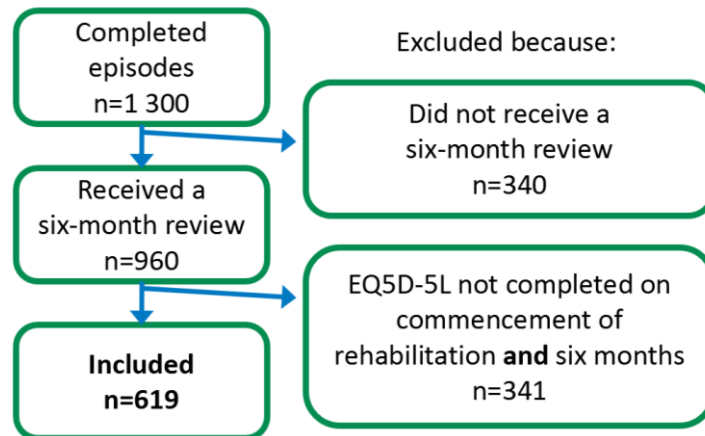 Completed
episodes
n=1 300
Excluded because:
Did not receive a
six-month review
n=340
Received a
six-month review
n=960
EQ5D-5L not completed on
commencement of
rehabilitation and six months
n=341
Included
n=619